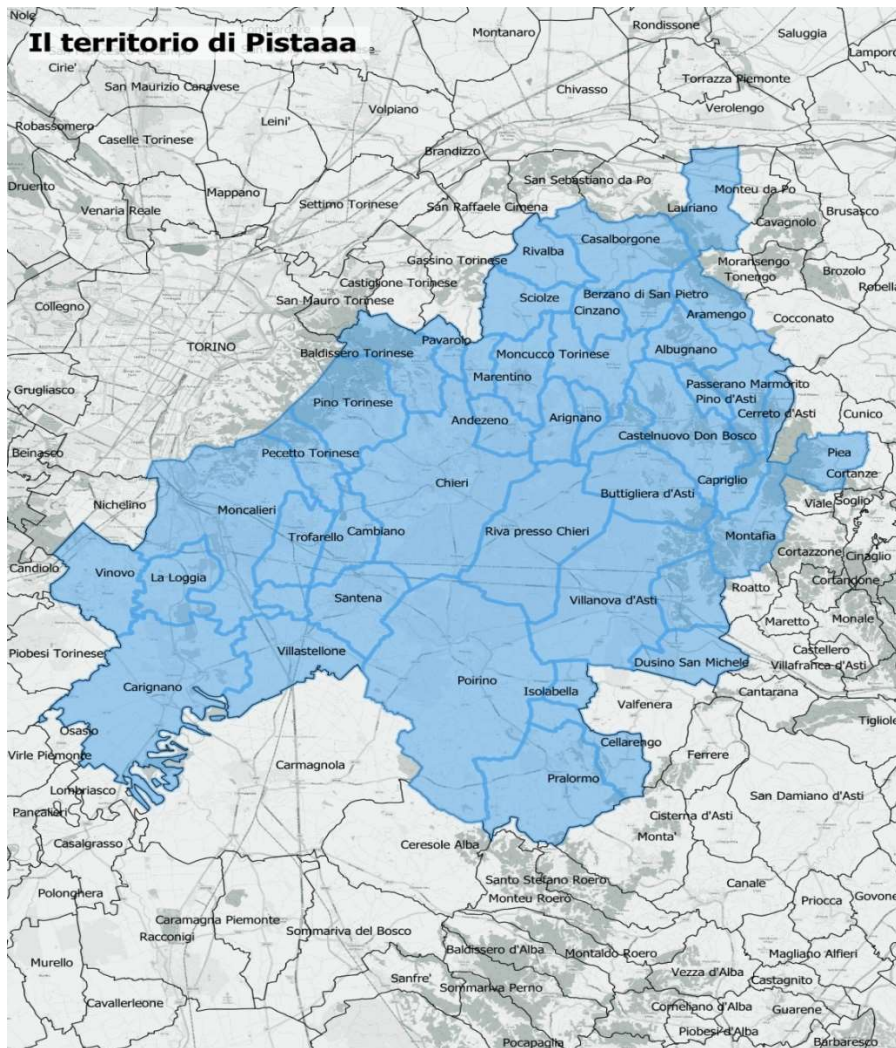 Nole
Il territorio di Pistaaa
Montanaro
Rondissone
Saluggia
Lamporo
Cirie'
San Maurizio Canavese
Chivasso
Torrazza Piemonte
Volpiano
Verolengo
Robassomero
Caselle Torinese
Leini'
Brandizzo
Druento
Mappano
San Sebastiano da Po
Monteu da Po
Venaria Reale
Settimo Torinese
San Raffaele Cimena
Lauriano
Brusasco
Cavagnolo
Casalborgone
Rivalba
Gassino Torinese
Moransengo
Tonengo
Brozolo
Castiglione Torinese
Robella
Collegno
San Mauro Torinese
Sciolze
Berzano di San Pietro
Cinzano
Aramengo
Cocconato
TORINO
Pavarolo
Baldissero Torinese
Moncucco Torinese
Albugnano
Grugliasco
Marentino
Passerano Marmorito
Pino d'Asti
Pino Torinese
Andezeno
Arignano
Cerreto d'Asti
Cunico
Castelnuovo Don Bosco
Beinasco
Pecetto Torinese
Piea
Cortanze
Chieri
Capriglio
Nichelino
Buttigliera d'Asti
Viale
Soglio
Moncalieri
Cambiano
Riva presso Chieri
Trofarello
Montafia
Cortazzone
Cinaglio
Candiolo
Vinovo
La Loggia
Cortandone
Roatto
Santena
Villanova d'Asti
Maretto
Monale
Piobesi Torinese
Villastellone
Castellero
Dusino San Michele
Villafranca d'Asti
Carignano
Poirino
Isolabella
Cantarana
Valfenera
Tigliole
Osasio
Cellarengo
Virle Piemonte
Carmagnola
Ferrere
Pralormo
Lombriasco
San Damiano d'Asti
Pancalieri
Cisterna d'Asti
Casalgrasso
Ceresole Alba
Monta'
Santo Stefano Roero
Canale
Polonghera
Monteu Roero
Priocca
Govone
Caramagna Piemonte
Racconigi
Sommariva del Bosco
Baldissero d'Alba
Montaldo Roero
Magliano Alfieri
Murello
Vezza d'Alba
Sanfre'
Sommariva Perno
Castagnito
Cavallerleone
Corneliano d'Alba
Guarene
Piobesi d'Alba
Pocapaglia
Barbaresco